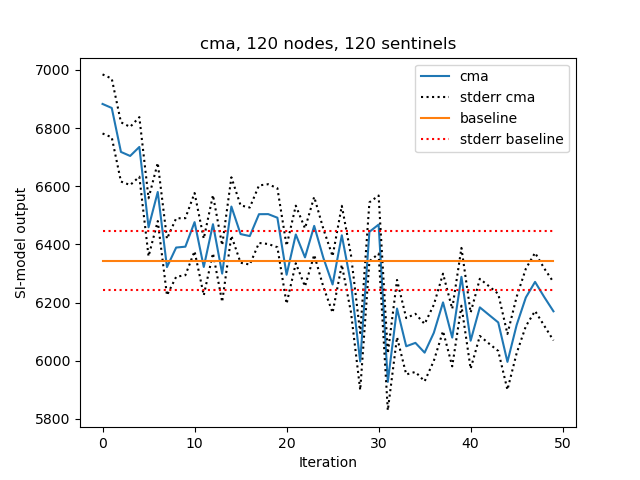 cma, 120 nodes, 120 sentinels
7000
6800
6600
6400
6200
6000
5800
SI-model output
cma
stderr cma
baseline
stderr baseline
0
10
20
30
40
50
Iteration